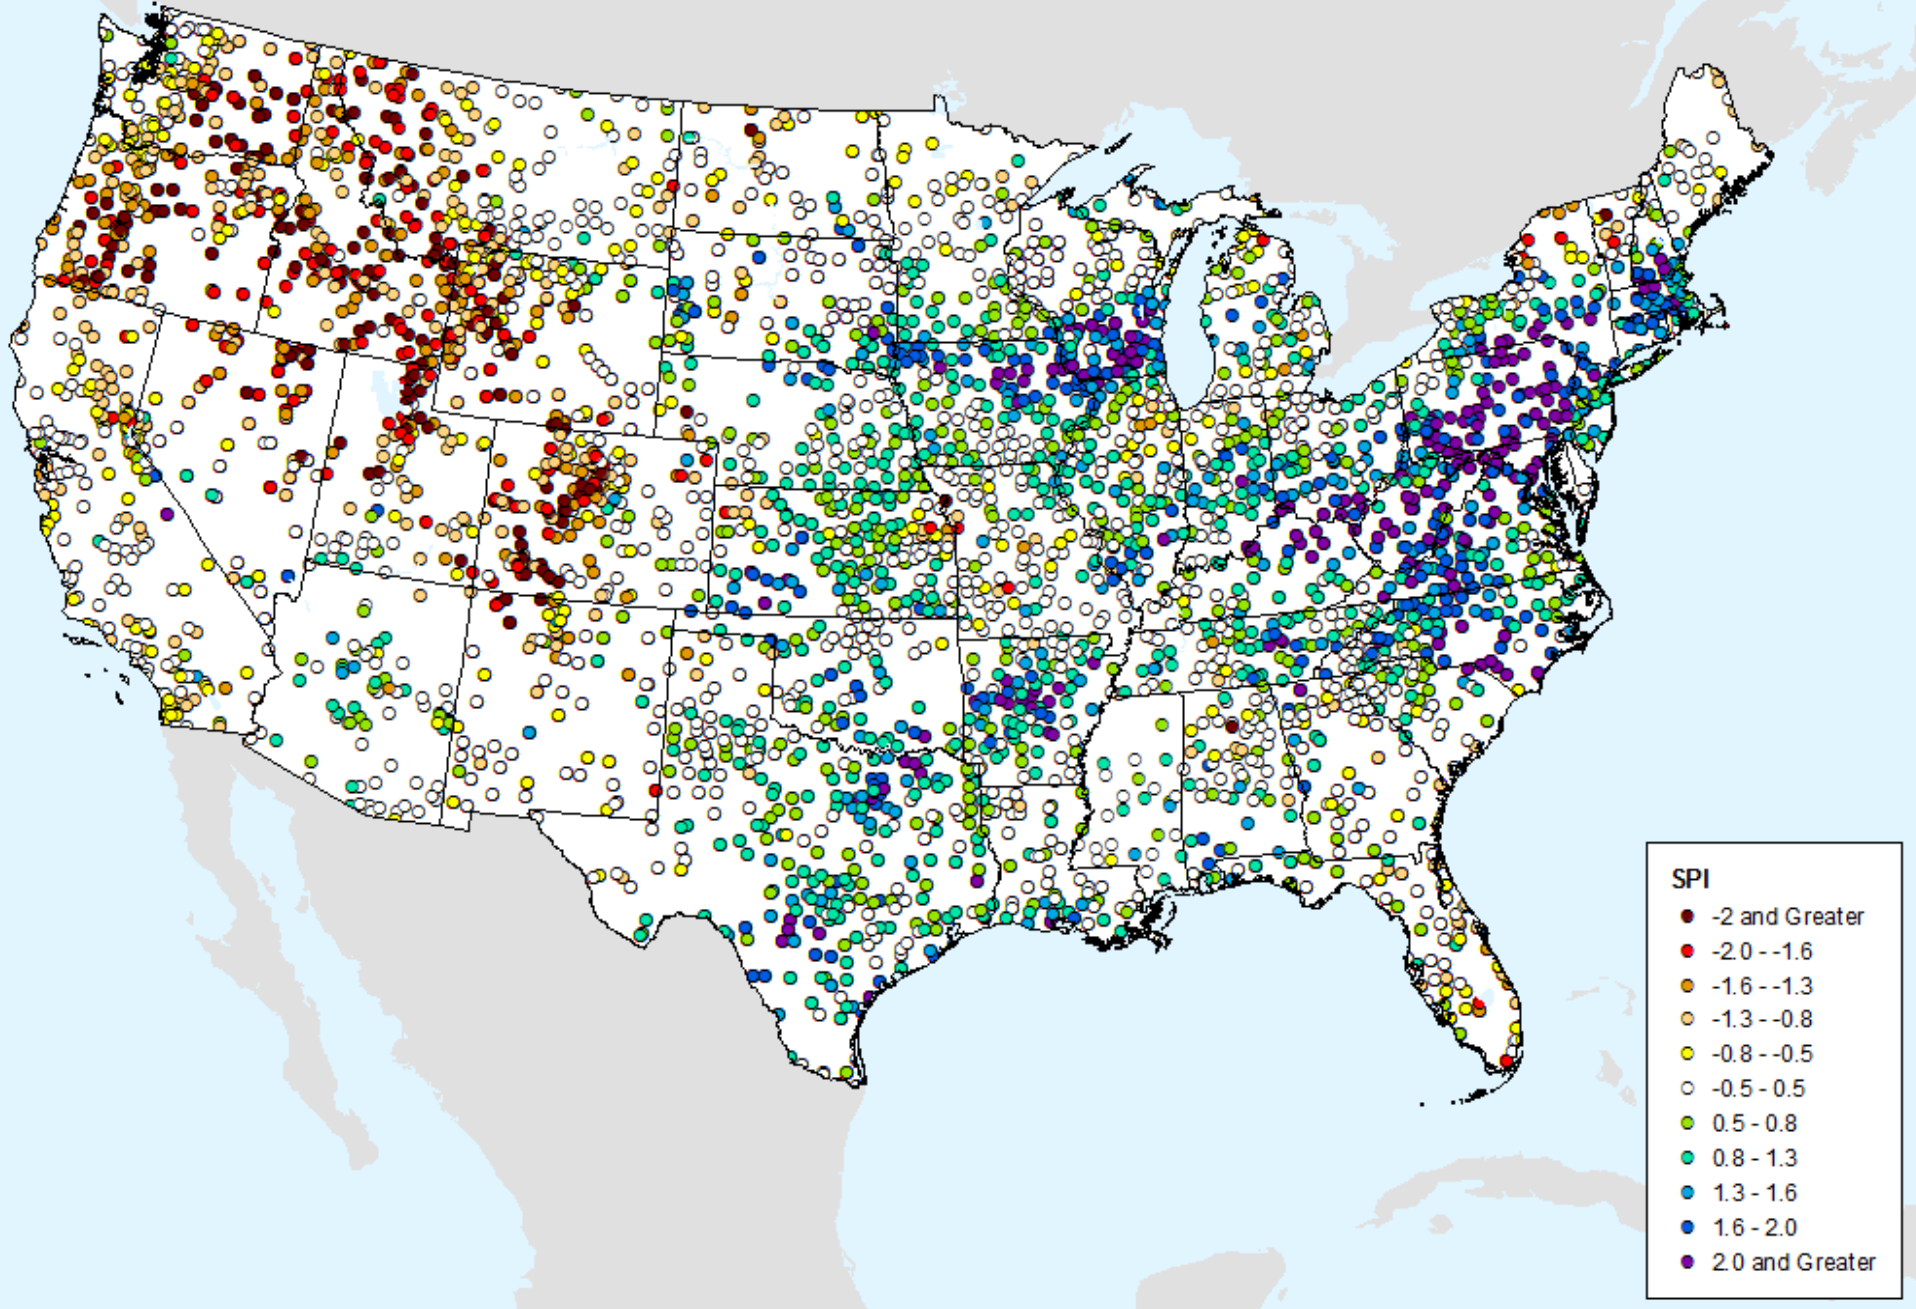 SPI
-2 and Greater
-2.0 - -1.6
-1.6 - -1.3
-1.3 - -0.8
-0.8 - -0.5
-0.5 - 0.5
0.5 - 0.8
0.8 - 1.3
1.3 - 1.6
1.6 - 2.0
2.0 and Greater